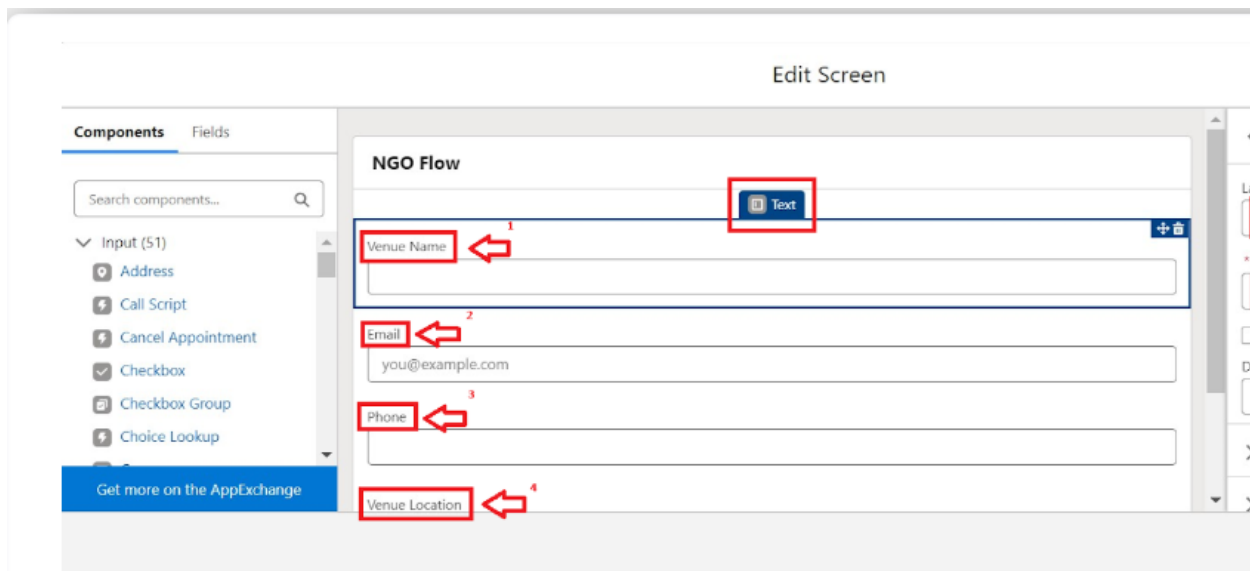 Edit Screen
Components Fields
Search components...
Input (51)
Address
Call Script
Cancel Appointment
Checkbox
Checkbox Group
Choice Lookup
Get more on the AppExchange
NGO Flow
Text
Venue Name 1
Email 2
you@example.com
Phone 3
Venue Location 4
La
*
D